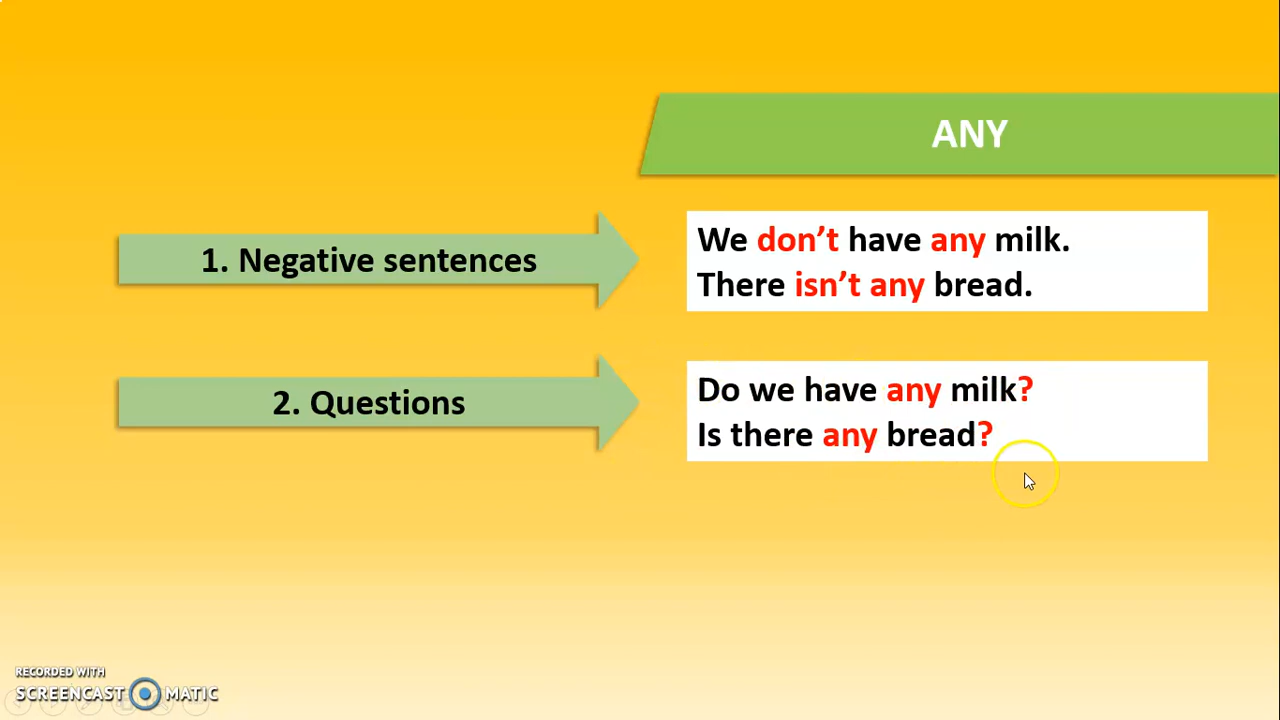 ANY
1. Negative sentences
We don’t have any milk.
There isn’t any bread.
2. Questions
Do we have any milk?
Is there any bread?
RECORDED WITH
SCREENCAST MATIC